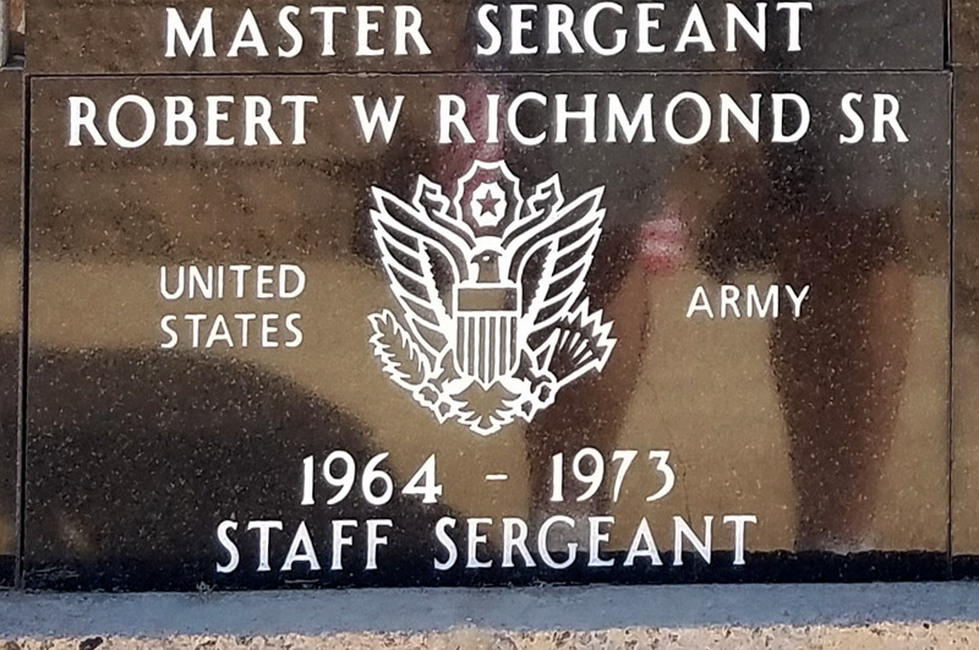 MASTER SERGEANT
ROBERT W RICHMOND SR
UNITED
STATES
ARMY
1964 - 1973
STAFF SERGEANT